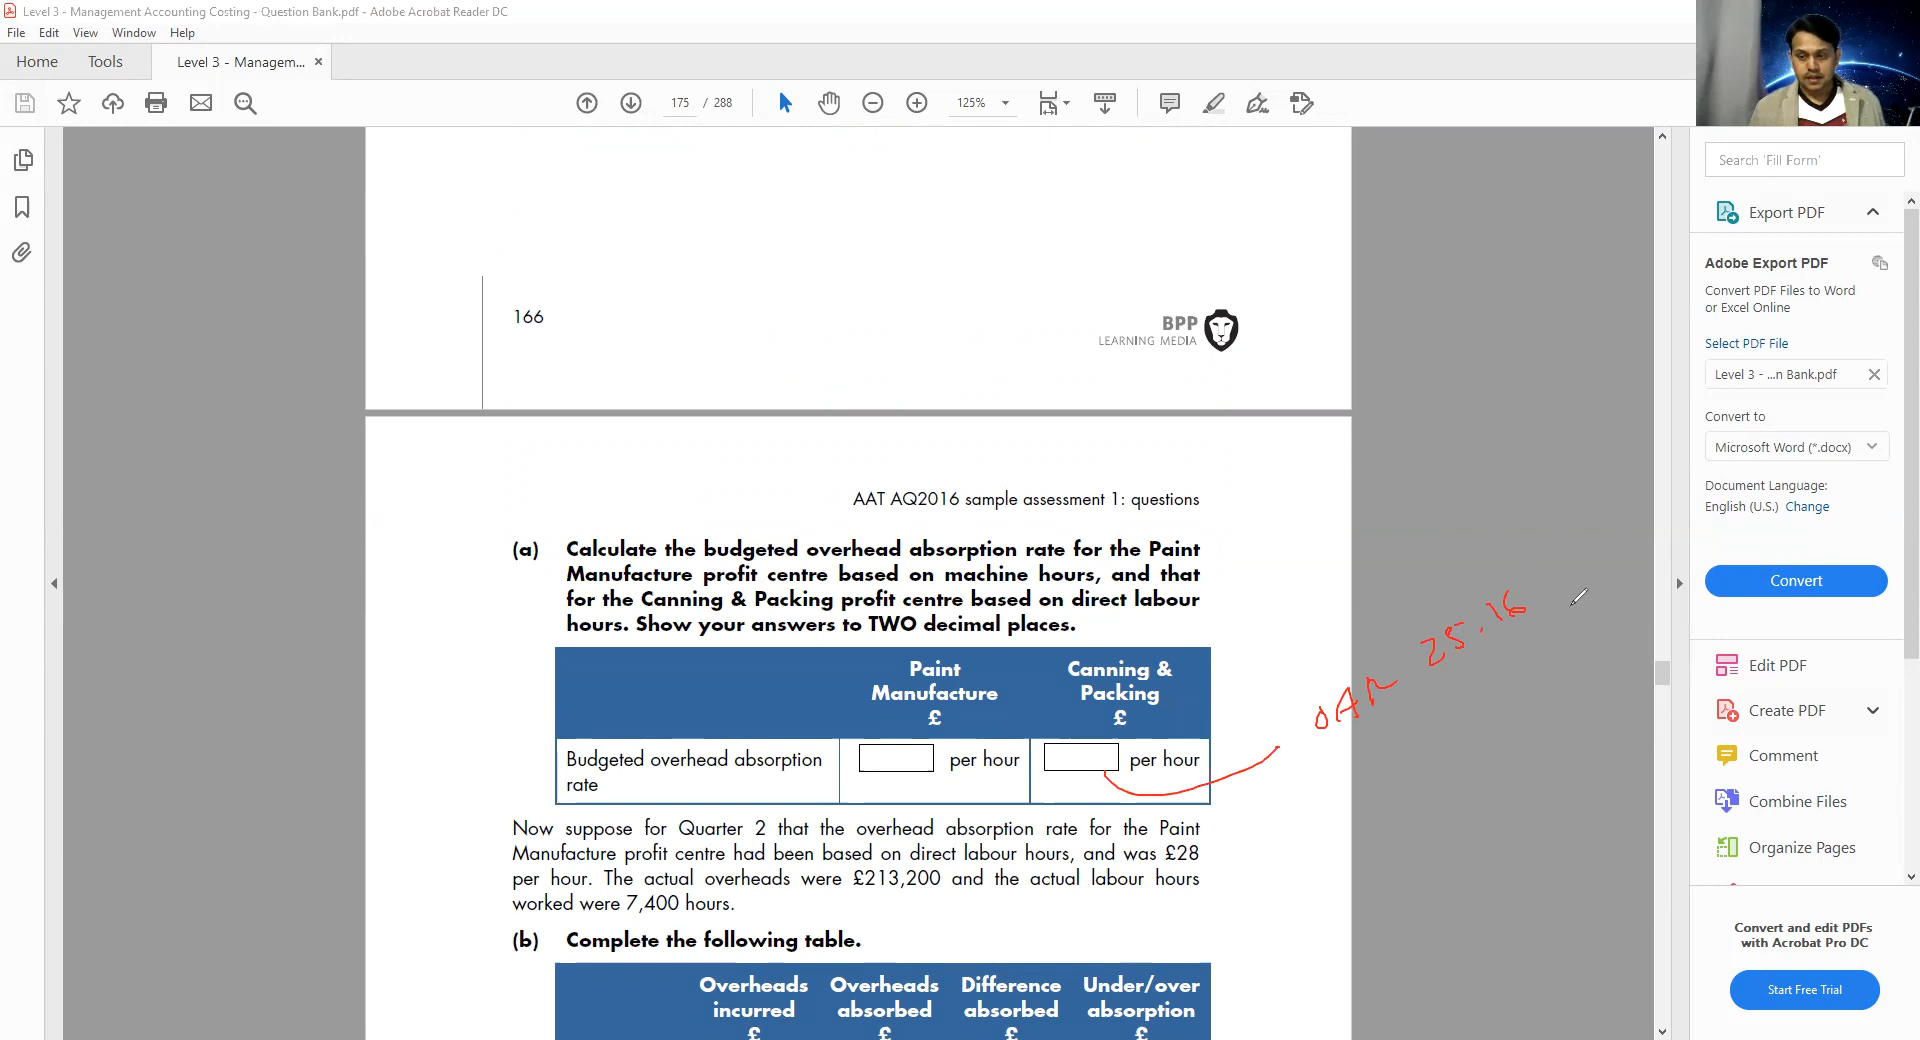 Level 3 - Management Accounting Costing - Question Bank.pdf - Adobe Acrobat Reader DC
File Edit View Window Help
Home Tools Level 3 - Managem... ×
175 / 288 125%
166
BPP
LEARNING MEDIA
AAT AQ2016 sample assessment 1: questions
(a) Calculate the budgeted overhead absorption rate for the Paint
Manufacture profit centre based on machine hours, and that
for the Canning & Packing profit centre based on direct labour
hours. Show your answers to TWO decimal places.
Paint
Manufacture
£
Canning &
Packing
£
Budgeted overhead absorption
rate
per hour
per hour
OAR 25.16
Now suppose for Quarter 2 that the overhead absorption rate for the Paint
Manufacture profit centre had been based on direct labour hours, and was £28
per hour. The actual overheads were £213,200 and the actual labour hours
worked were 7,400 hours.
(b) Complete the following table.
Overheads
incurred
£
Overheads
absorbed
£
Difference
absorbed
£
Under/over
absorption
£
Search 'Fill Form'
Export PDF
Adobe Export PDF
Convert PDF Files to Word
or Excel Online
Select PDF File
Level 3 - ...n Bank.pdf
Convert to
Microsoft Word (*.docx)
Document Language:
English (U.S.) Change
Convert
Edit PDF
Create PDF
Comment
Combine Files
Organize Pages
Convert and edit PDFs
with Acrobat Pro DC
Start Free Trial